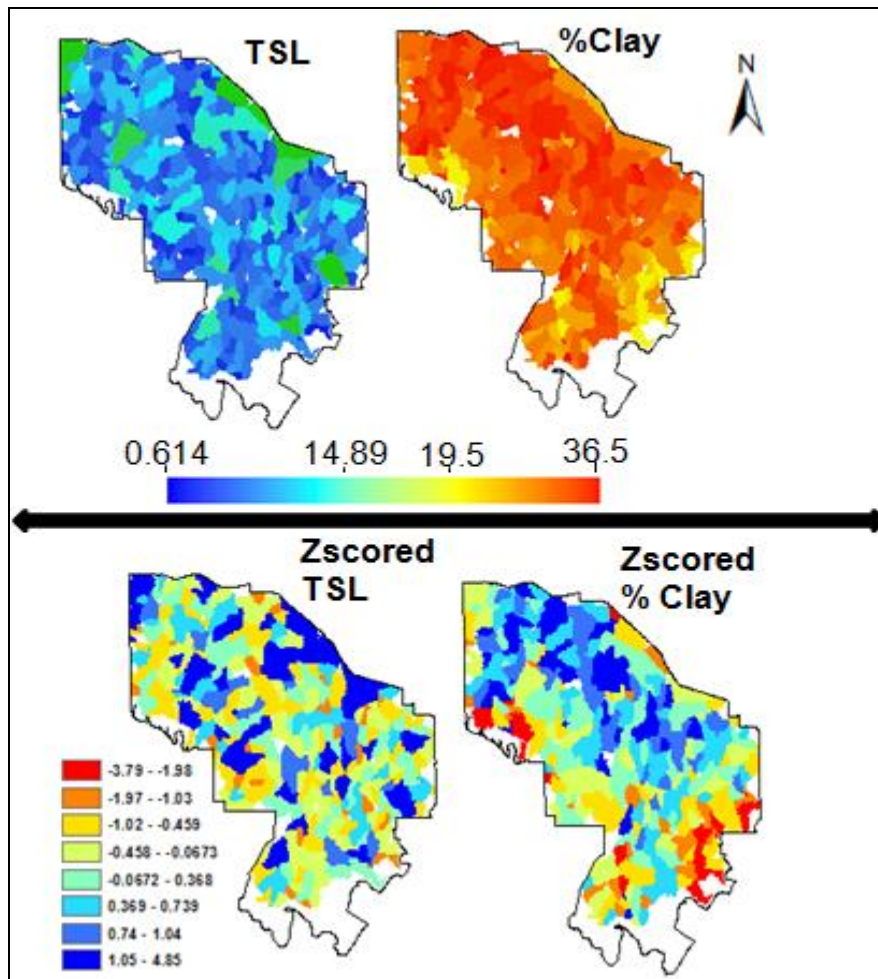 TSL
%Clay
N
0.614 14.89 19.5 36.5
Zscored
TSL
Zscored
% Clay
-3.79 - -1.98
-1.97 - -1.03
-1.02 - -0.459
-0.458 - -0.0673
-0.0672 - 0.368
0.369 - 0.739
0.74 - 1.04
1.05 - 4.85